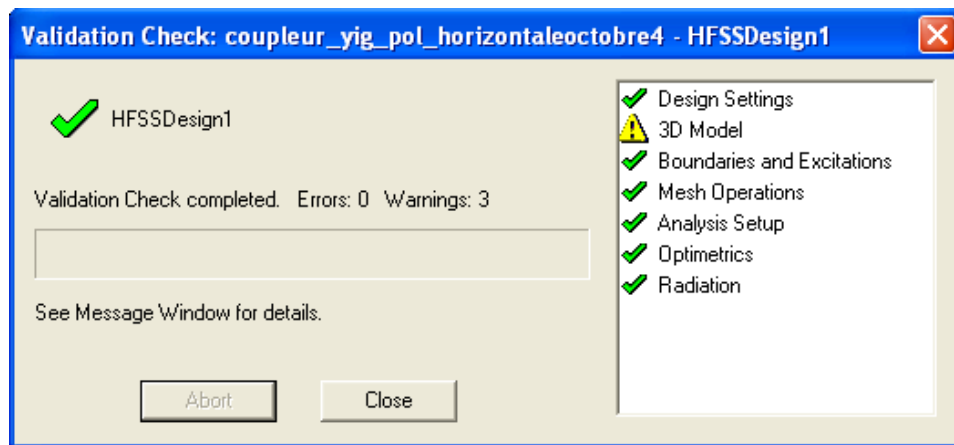 Validation Check: coupleur_yig_pol_horizontaleoctobre4 - HFSSDesign1
HFSSDesign1
Validation Check completed. Errors: 0 Warnings: 3
See Message Window for details.
Abort
Close
Design Settings
3D Model
Boundaries and Excitations
Mesh Operations
Analysis Setup
Optimetrics
Radiation